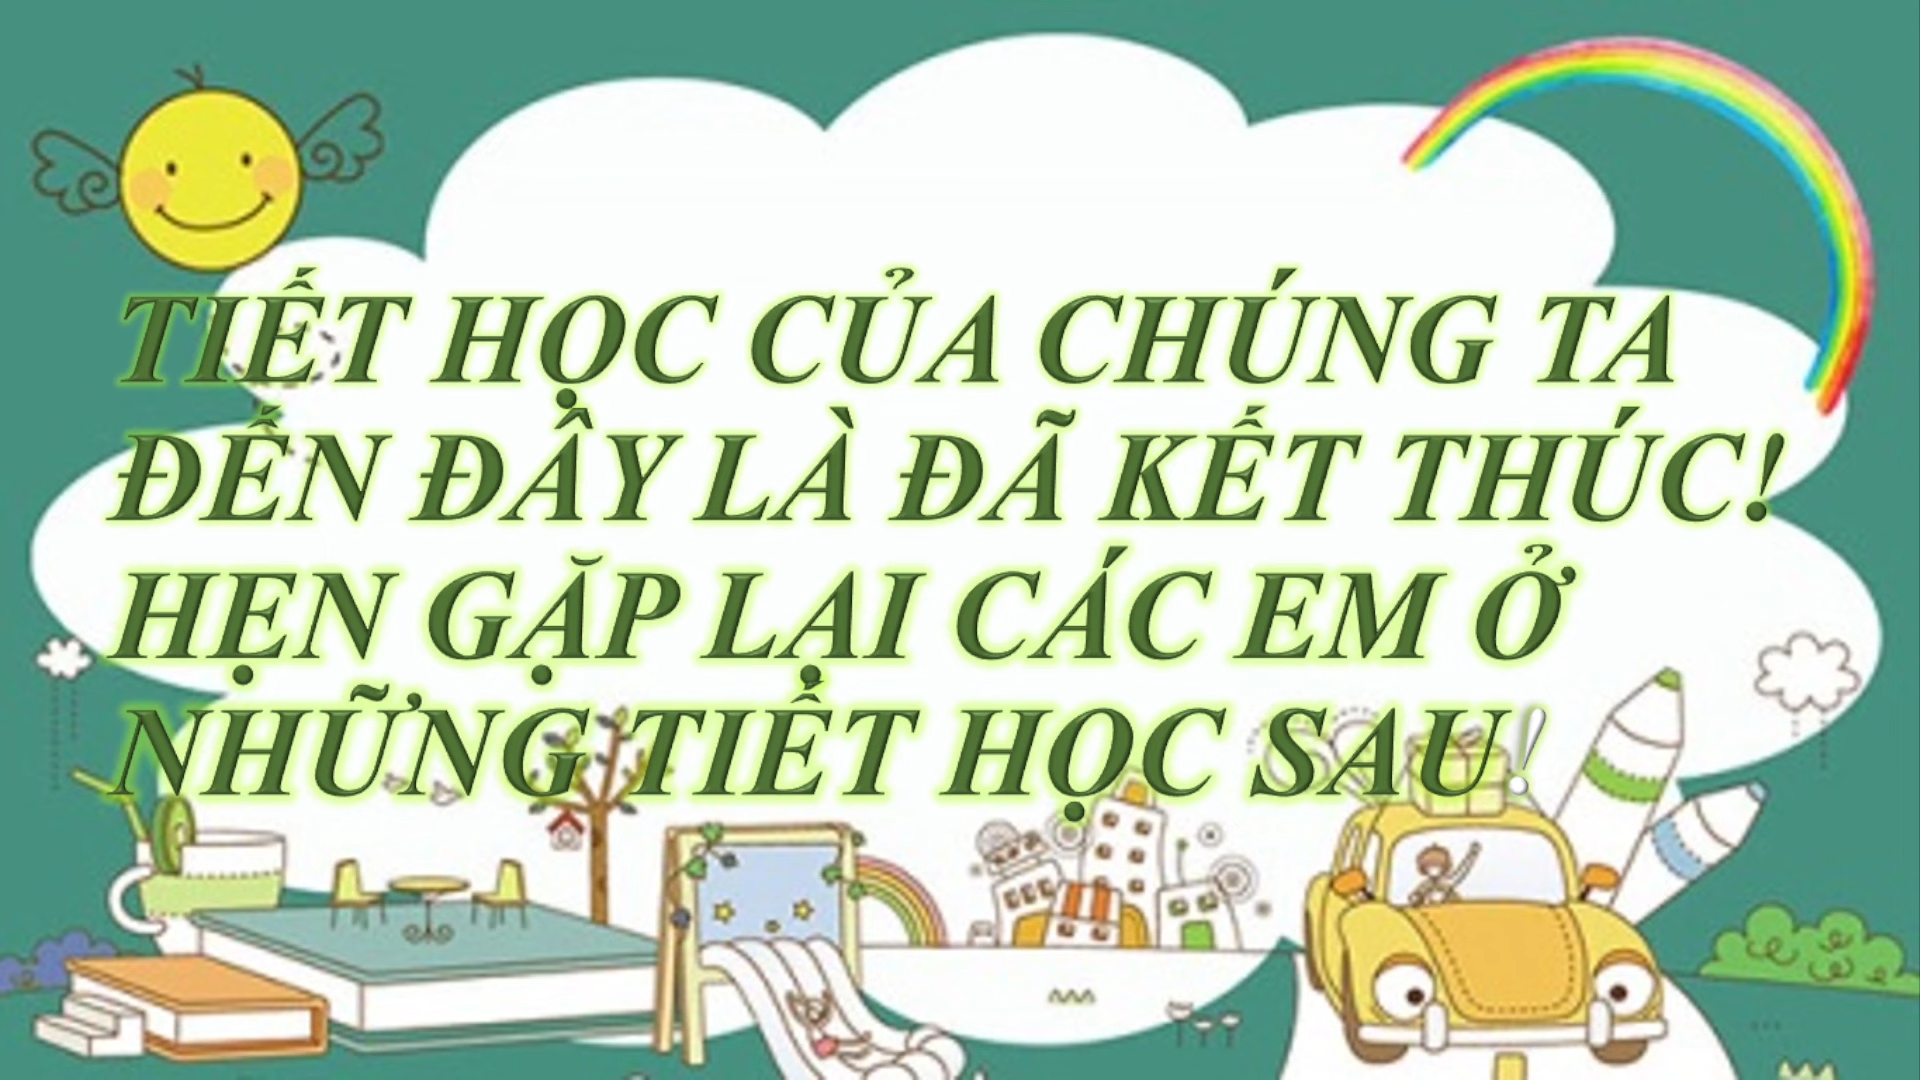 TIẾT HỌC CỦA CHÚNG TA
ĐẾN ĐÂY LÀ ĐÃ KẾT THÚC!
HẸN GẶP LẠI CÁC EM Ở
NHỮNG TIẾT HỌC SAU!